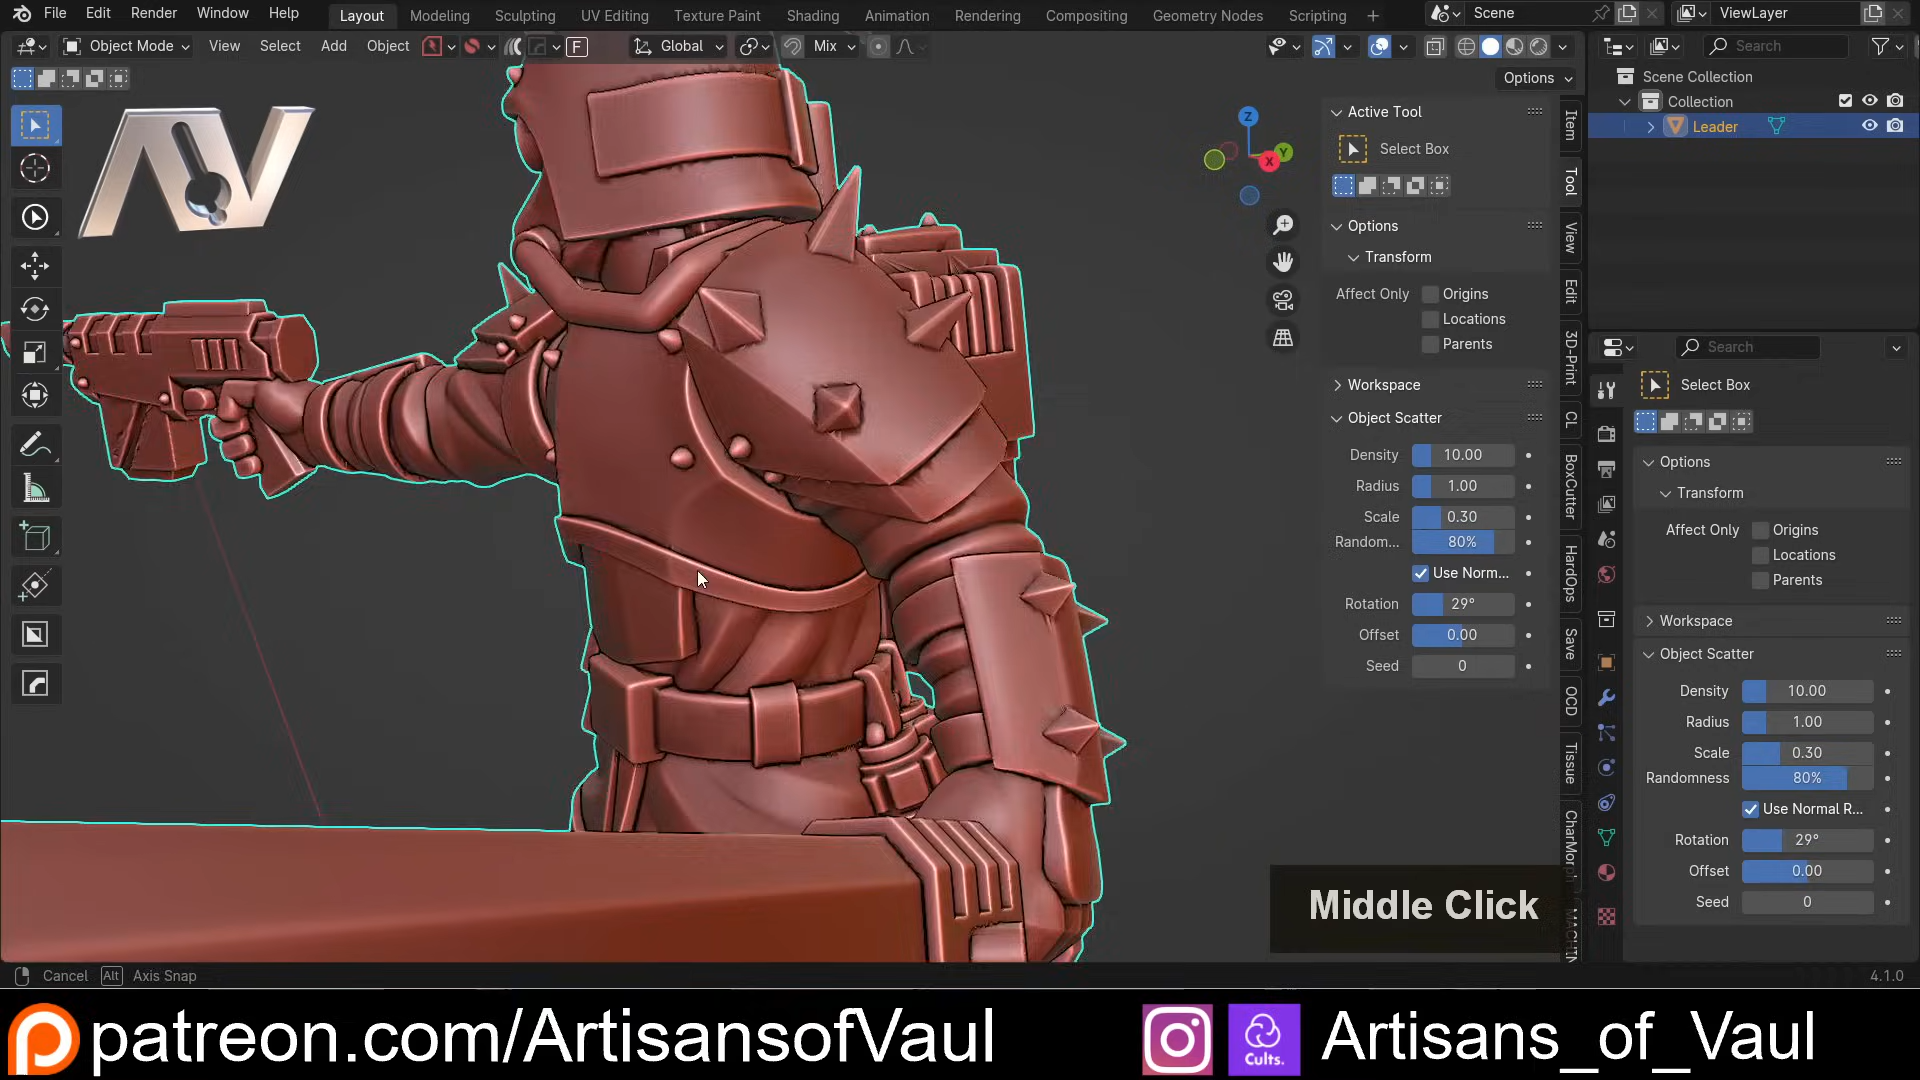 File Edit Render Window Help Layout Modeling Sculpting UV Editing Texture Paint Shading Animation Rendering Compositing Geometry Nodes Scripting + Scene ViewLayer
Object Mode View Select Add Object F Global Mix Search
Options
AV
Z
Y
X
Active Tool
Select Box
Options
Transform
Affect Only Origins
Locations
Parents
Workspace
Object Scatter
Density 10.00
Radius 1.00
Scale 0.30
Random... 80%
Use Norm...
Rotation 29°
Offset 0.00
Seed 0
Item
Tool
View
Edit
3D-Print
CL
BoxCutter
HardOps
Save
OCD
Tissue
CharMorph
Scene Collection
Collection
Leader
Search
Select Box
Options
Transform
Affect Only Origins
Locations
Parents
Workspace
Object Scatter
Density 10.00
Radius 1.00
Scale 0.30
Randomness 80%
Use Normal R...
Rotation 29°
Offset 0.00
Seed 0
Middle Click
Cancel Alt Axis Snap 4.1.0
patreon.com/ArtisansofVaul Cults. Artisans_of_Vaul